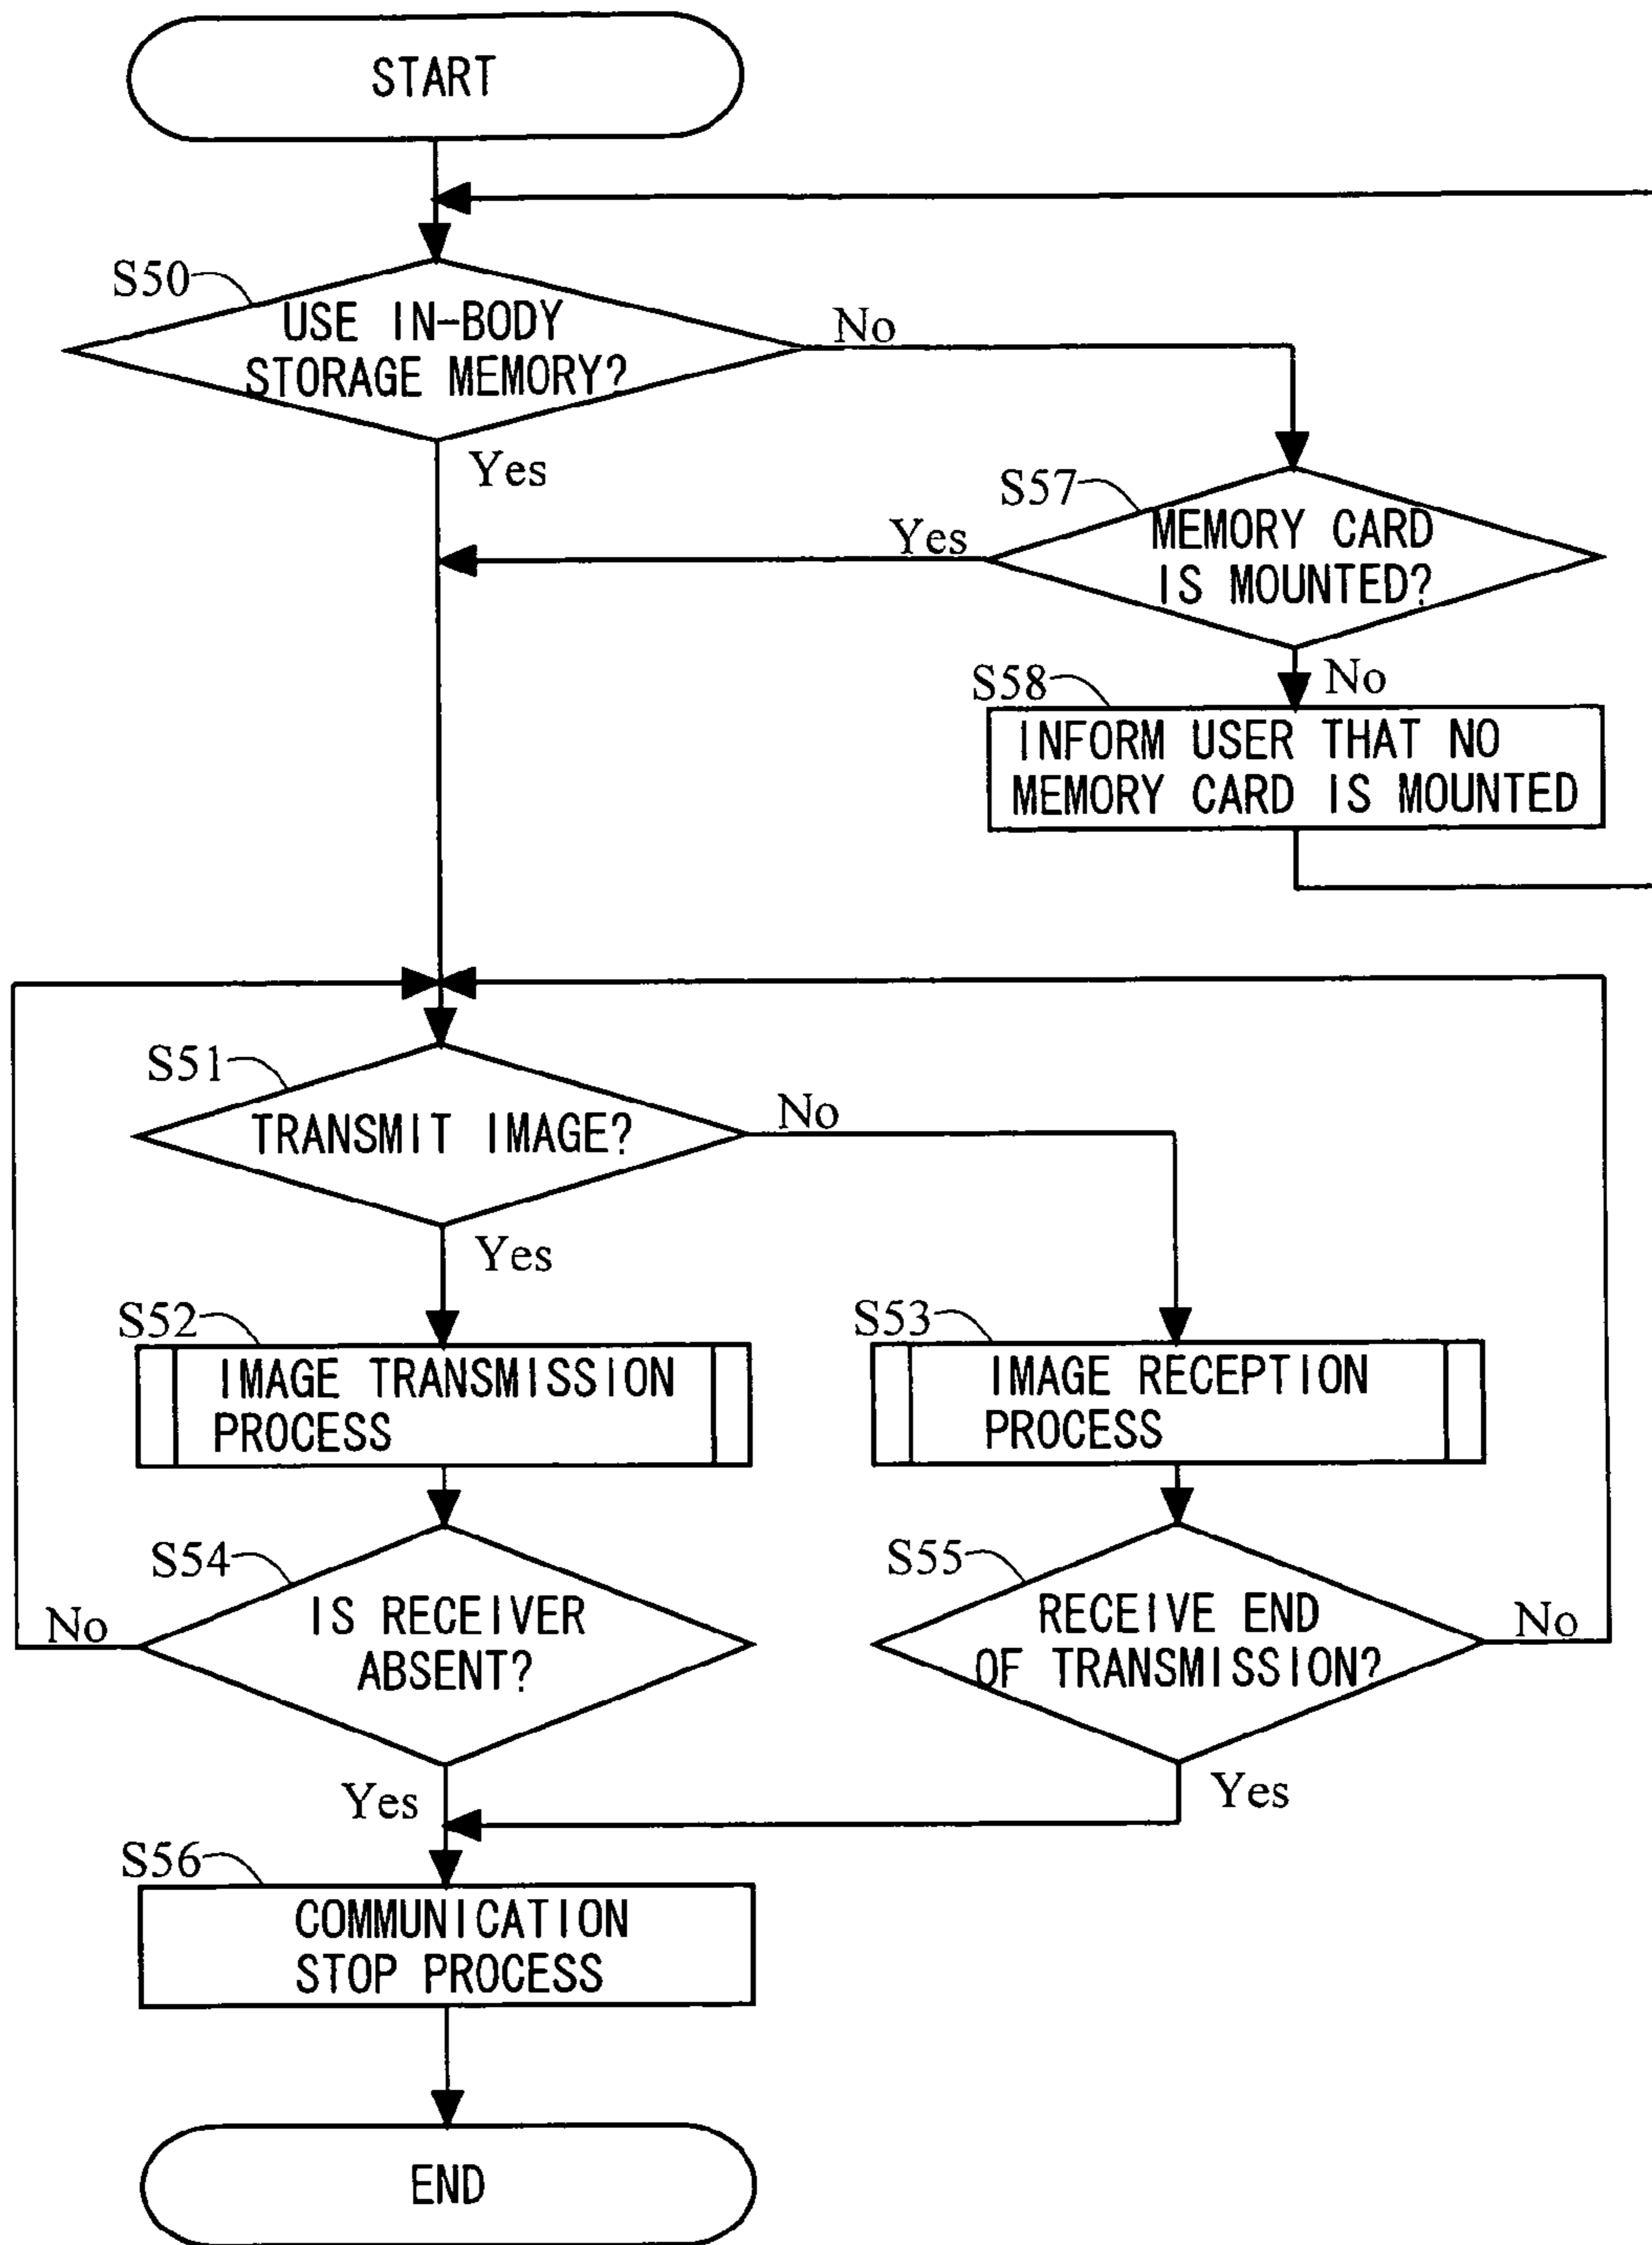 START
S50
USE IN-BODY
STORAGE MEMORY?
No
Yes
S57
MEMORY CARD
IS MOUNTED?
Yes
No
S58
INFORM USER THAT NO
MEMORY CARD IS MOUNTED
S51
TRANSMIT IMAGE?
No
Yes
S52
IMAGE TRANSMISSION
PROCESS
S53
IMAGE RECEPTION
PROCESS
S54
IS RECEIVER
ABSENT?
No
Yes
S55
RECEIVE END
OF TRANSMISSION?
No
Yes
S56
COMMUNICATION
STOP PROCESS
END